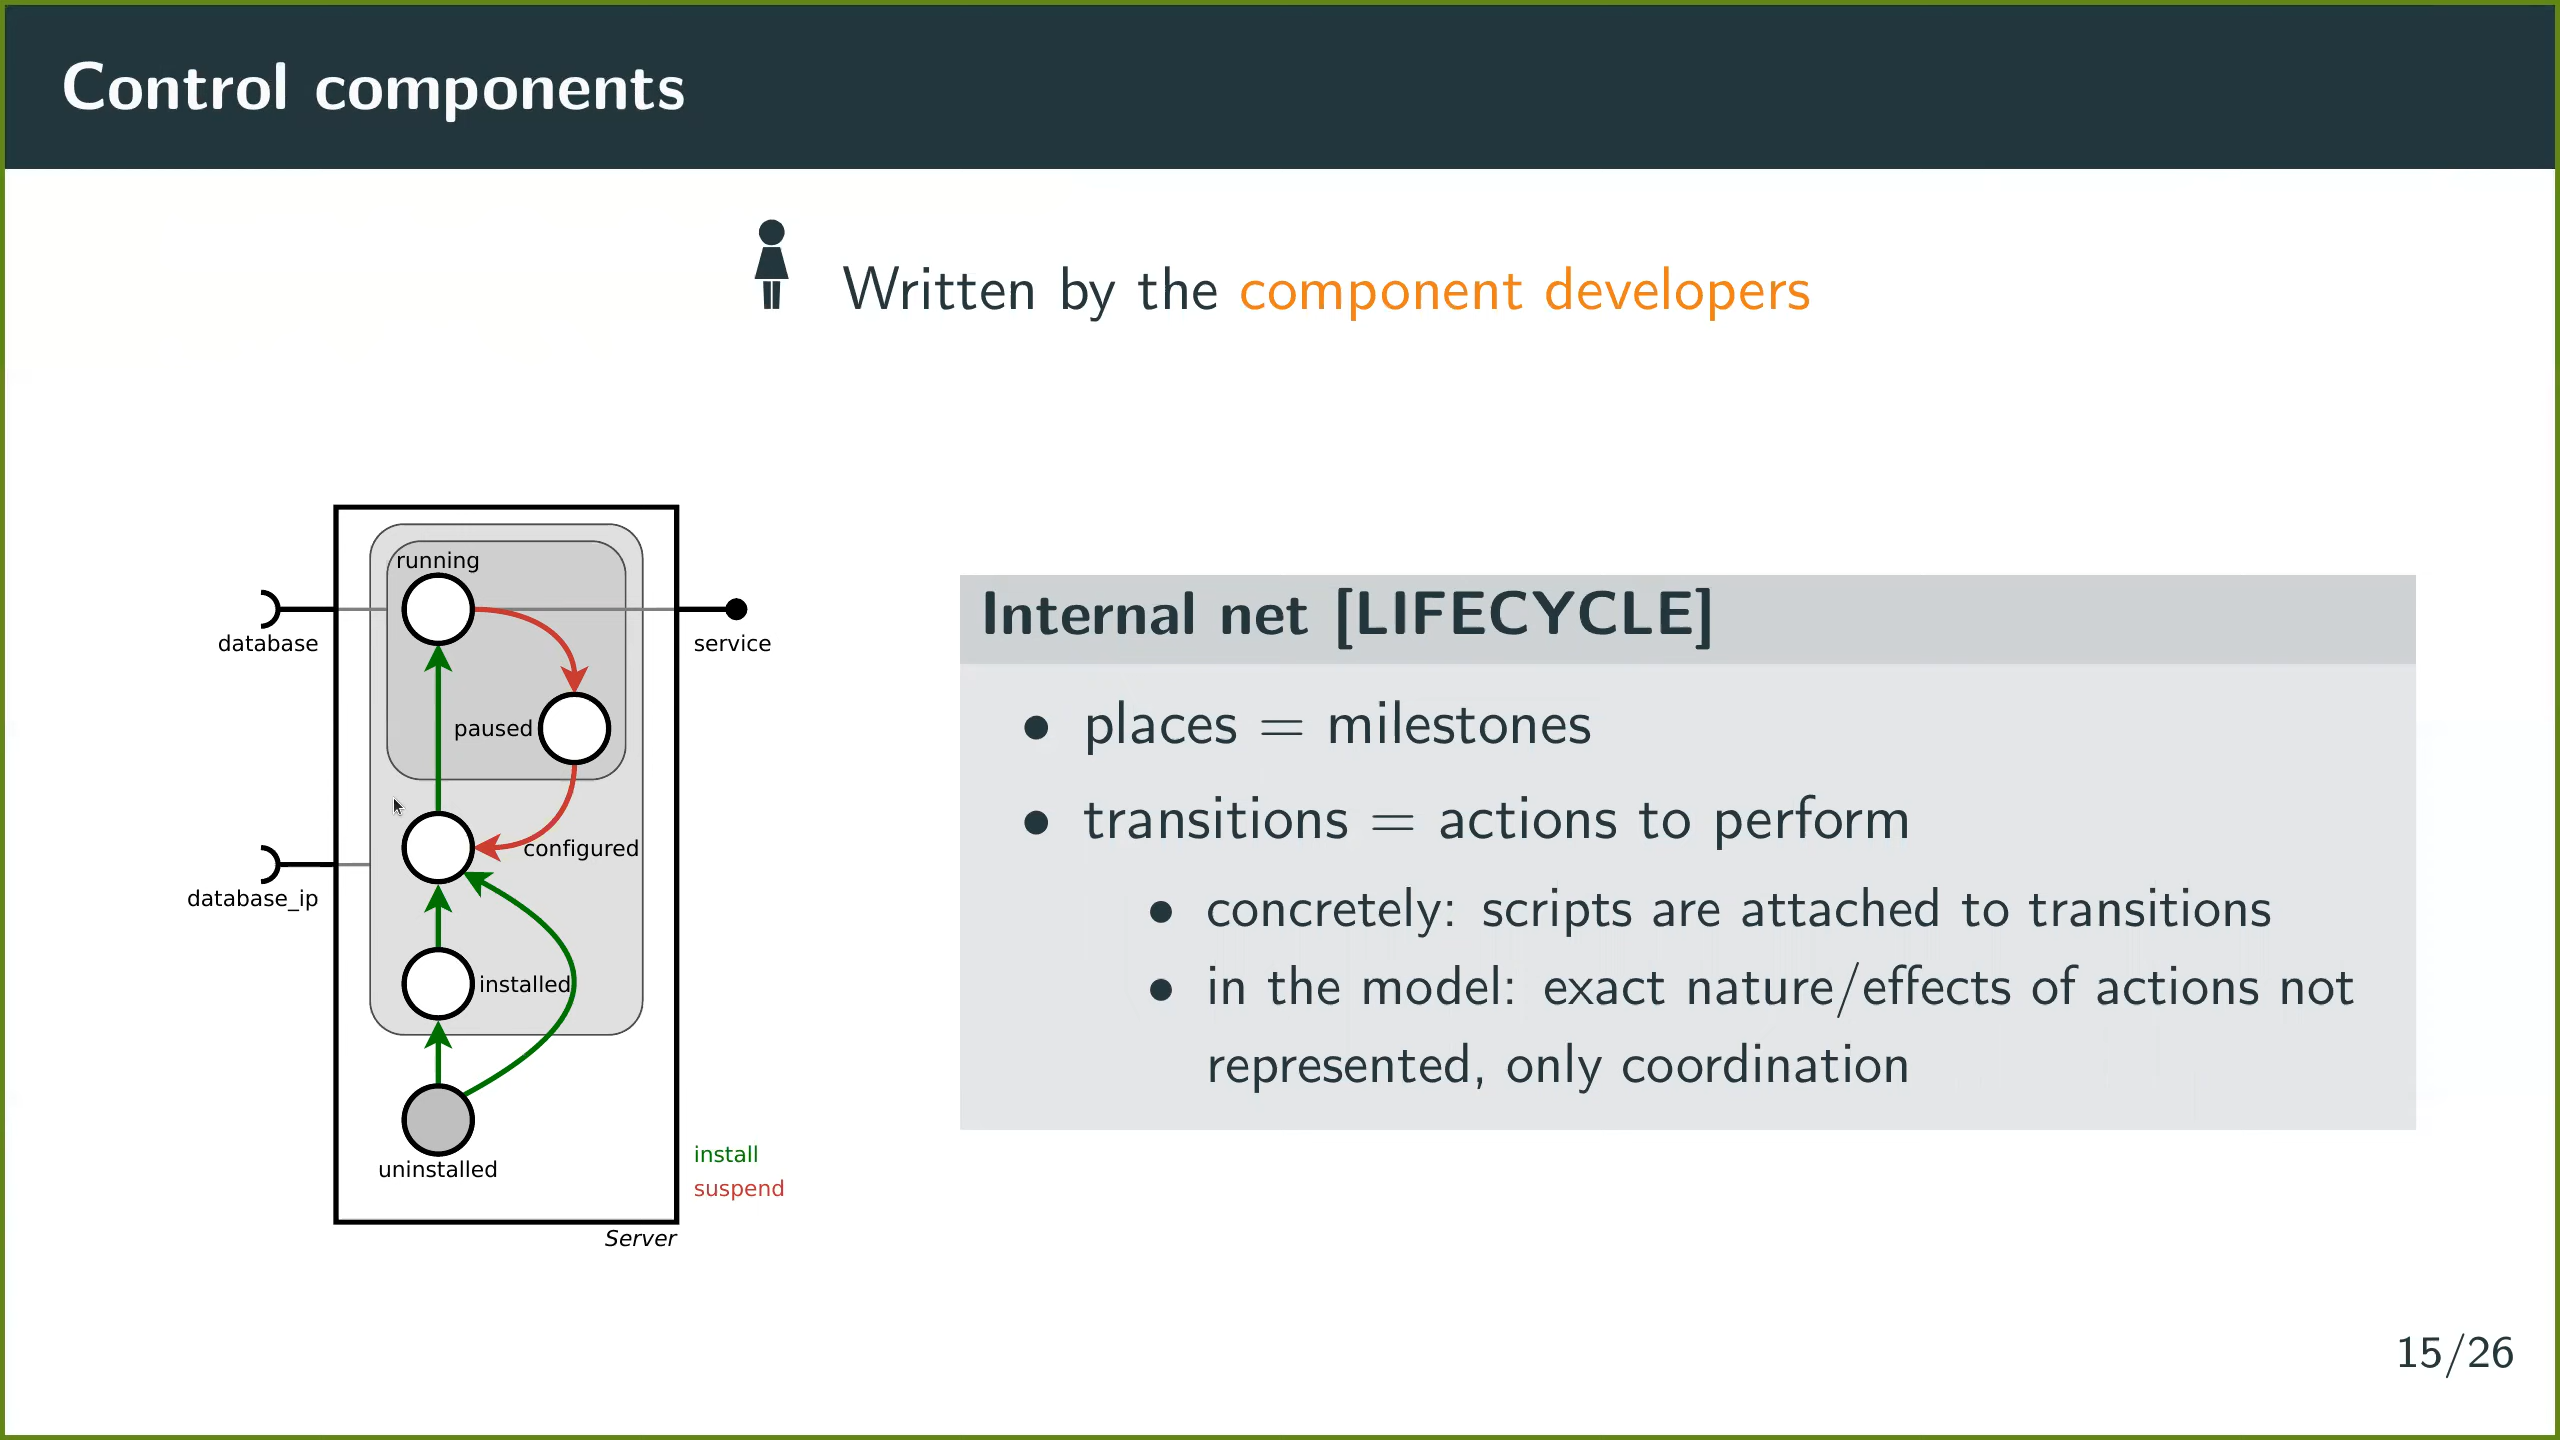 Control components
Written by the component developers
running
database
service
paused
configured
database_ip
installed
uninstalled
install
suspend
Server
Internal net [LIFECYCLE]
• places = milestones
• transitions = actions to perform
• concretely: scripts are attached to transitions
• in the model: exact nature/effects of actions not
represented, only coordination
15/26